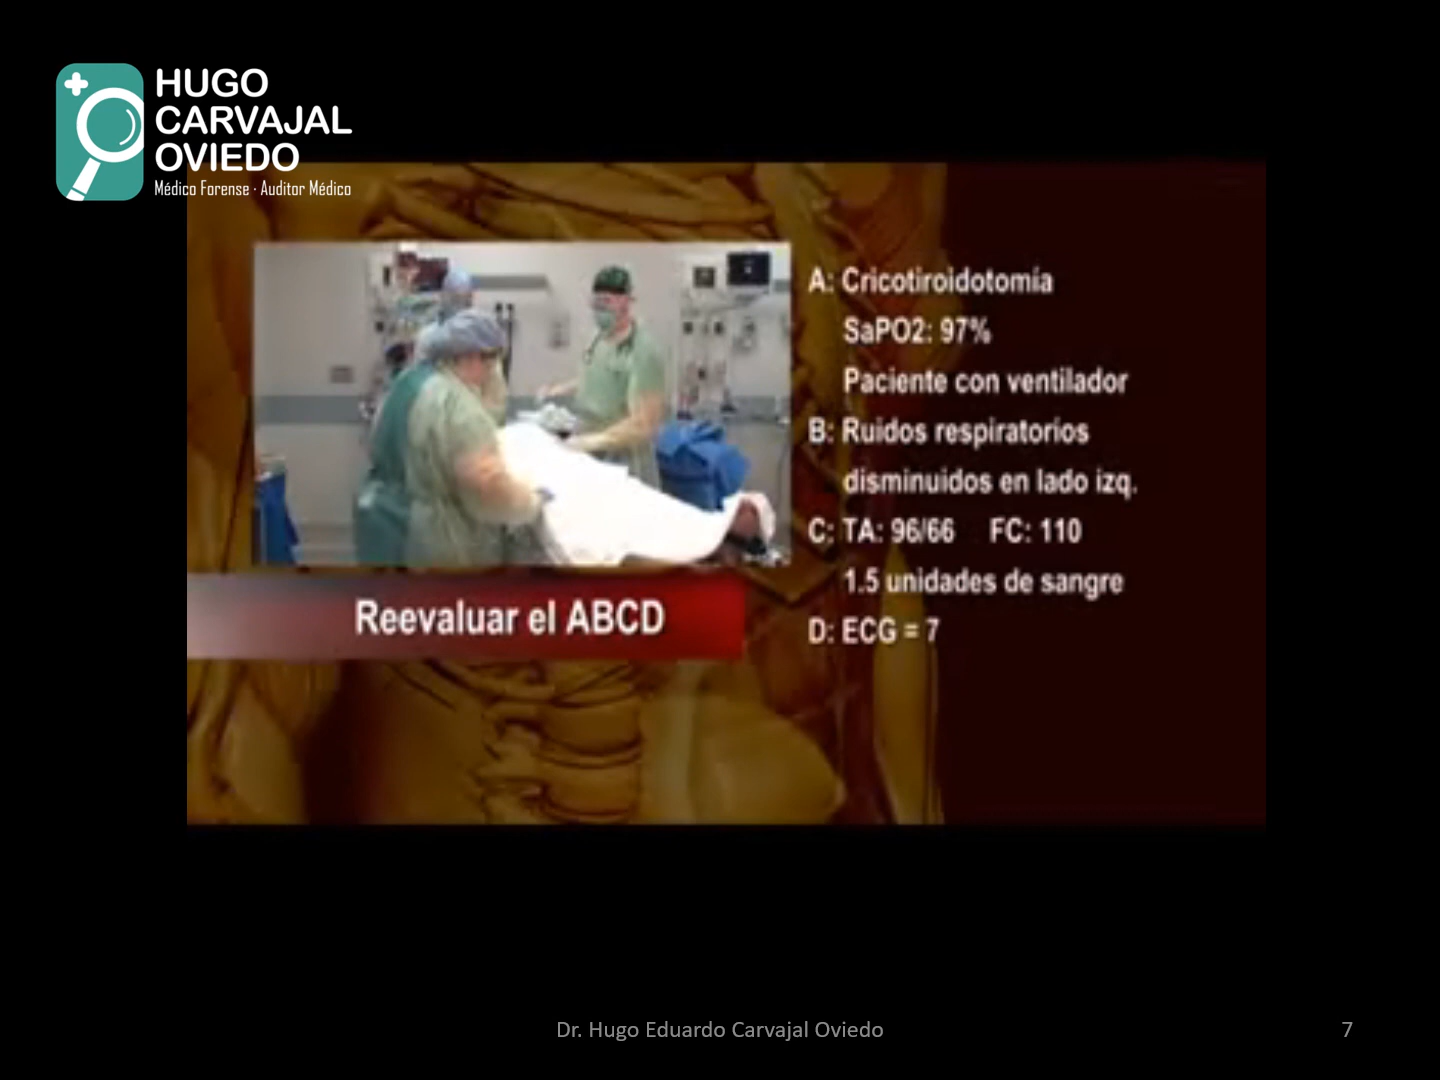 HUGO
CARVAJAL
OVIEDO
Médico Forense · Auditor Médico
A: Cricotiroidotomía
SaPO2: 97%
Paciente con ventilador
B: Ruidos respiratorios
disminuidos en lado izq.
C: TA: 96/66 FC: 110
1.5 unidades de sangre
D: ECG = 7
Reevaluar el ABCD
Dr. Hugo Eduardo Carvajal Oviedo
7